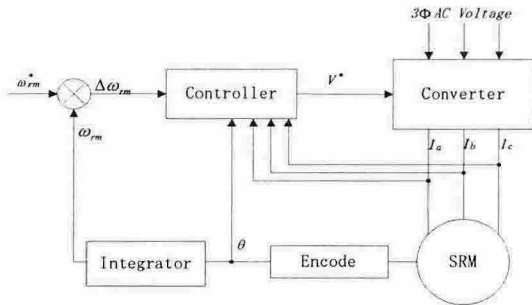 3Φ AC Voltage
ω*rm
Δωrm
Controller
V*
Converter
ωrm
Ia
Ib
Ic
Integrator
θ
Encode
SRM